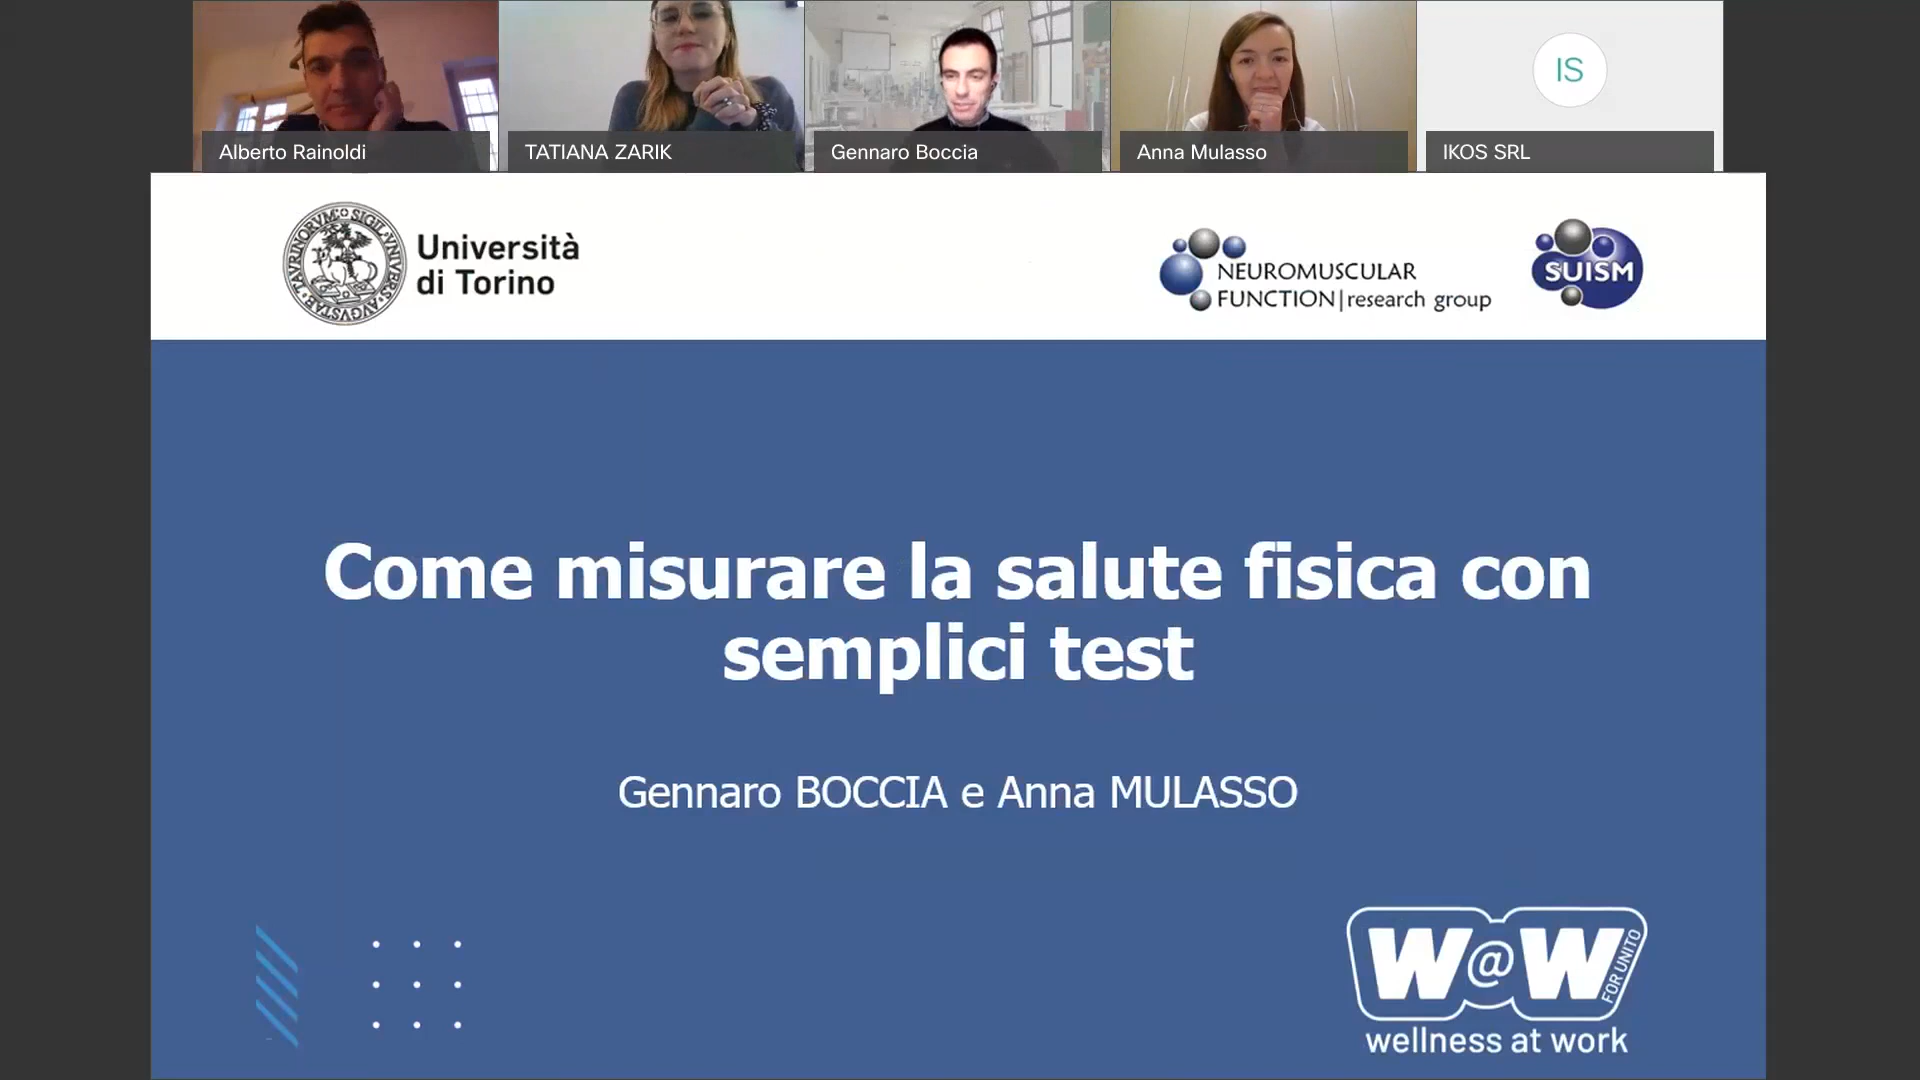 Alberto Rainoldi
TATIANA ZARIK
Gennaro Boccia
Anna Mulasso
IS
IKOS SRL
Università
di Torino
NEUROMUSCULAR
FUNCTION|research group
SUISM
Come misurare la salute fisica con
semplici test
Gennaro BOCCIA e Anna MULASSO
W@W
FOR UNITO
wellness at work